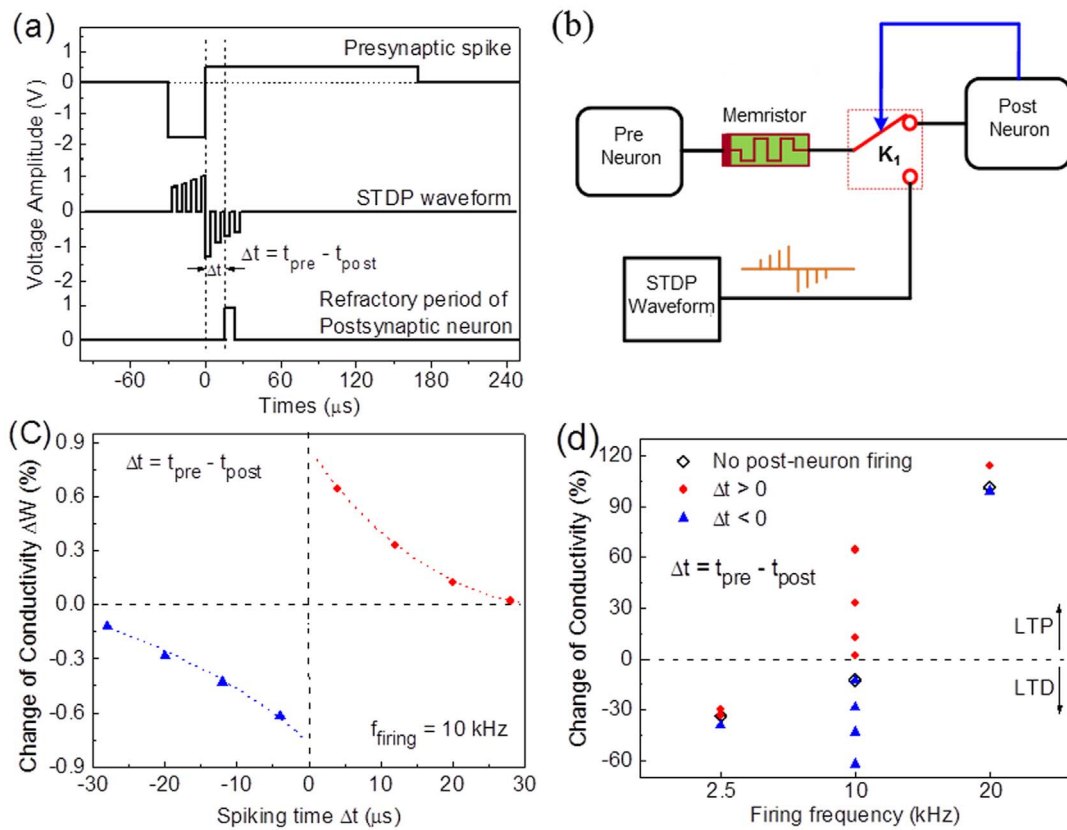 (a)
Presynaptic spike
STDP waveform
Δt
Δt = tpre - tpost
Refractory period of
Postsynaptic neuron
Voltage Amplitude (V)
1
0
-1
-2
1
0
-1
-2
1
0
-60 0 60 120 180 240
Times (μs)
(b)
Pre
Neuron
Memristor
K1
Post
Neuron
STDP
Waveform
(C)
Δt = tpre - tpost
Change of Conductivity ΔW (%)
0.9
0.6
0.3
0.0
-0.3
-0.6
-0.9
ffiring = 10 kHz
-30 -20 -10 0 10 20 30
Spiking time Δt (μs)
(d)
No post-neuron firing
Δt > 0
Δt < 0
Δt = tpre - tpost
LTP
LTD
Change of Conductivity (%)
120
90
60
30
0
-30
-60
2.5 10 20
Firing frequency (kHz)